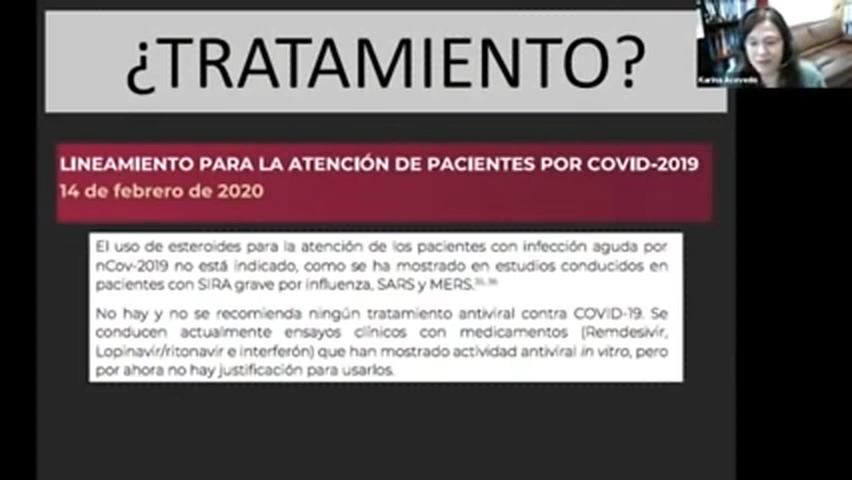 ¿TRATAMIENTO?
Karina Acevedo
LINEAMIENTO PARA LA ATENCIÓN DE PACIENTES POR COVID-2019
14 de febrero de 2020
El uso de esteroides para la atención de los pacientes con infección aguda por
nCov-2019 no está indicado, como se ha mostrado en estudios conducidos en
pacientes con SIRA grave por influenza, SARS y MERS.
No hay y no se recomienda ningún tratamiento antiviral contra COVID-19. Se
conducen actualmente ensayos clínicos con medicamentos (Remdesivir,
Lopinavir/ritonavir e interferón) que han mostrado actividad antiviral in vitro, pero
por ahora no hay justificación para usarlos.